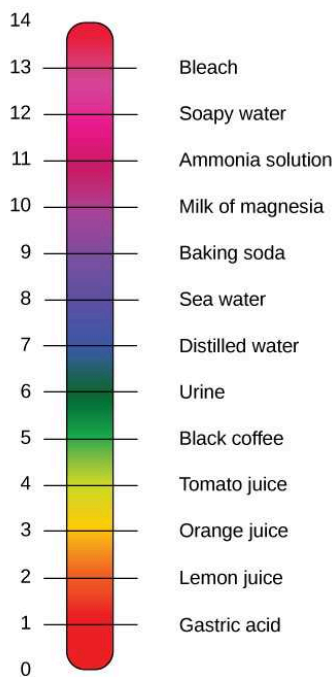 14
13 Bleach
12 Soapy water
11 Ammonia solution
10 Milk of magnesia
9 Baking soda
8 Sea water
7 Distilled water
6 Urine
5 Black coffee
4 Tomato juice
3 Orange juice
2 Lemon juice
1 Gastric acid
0